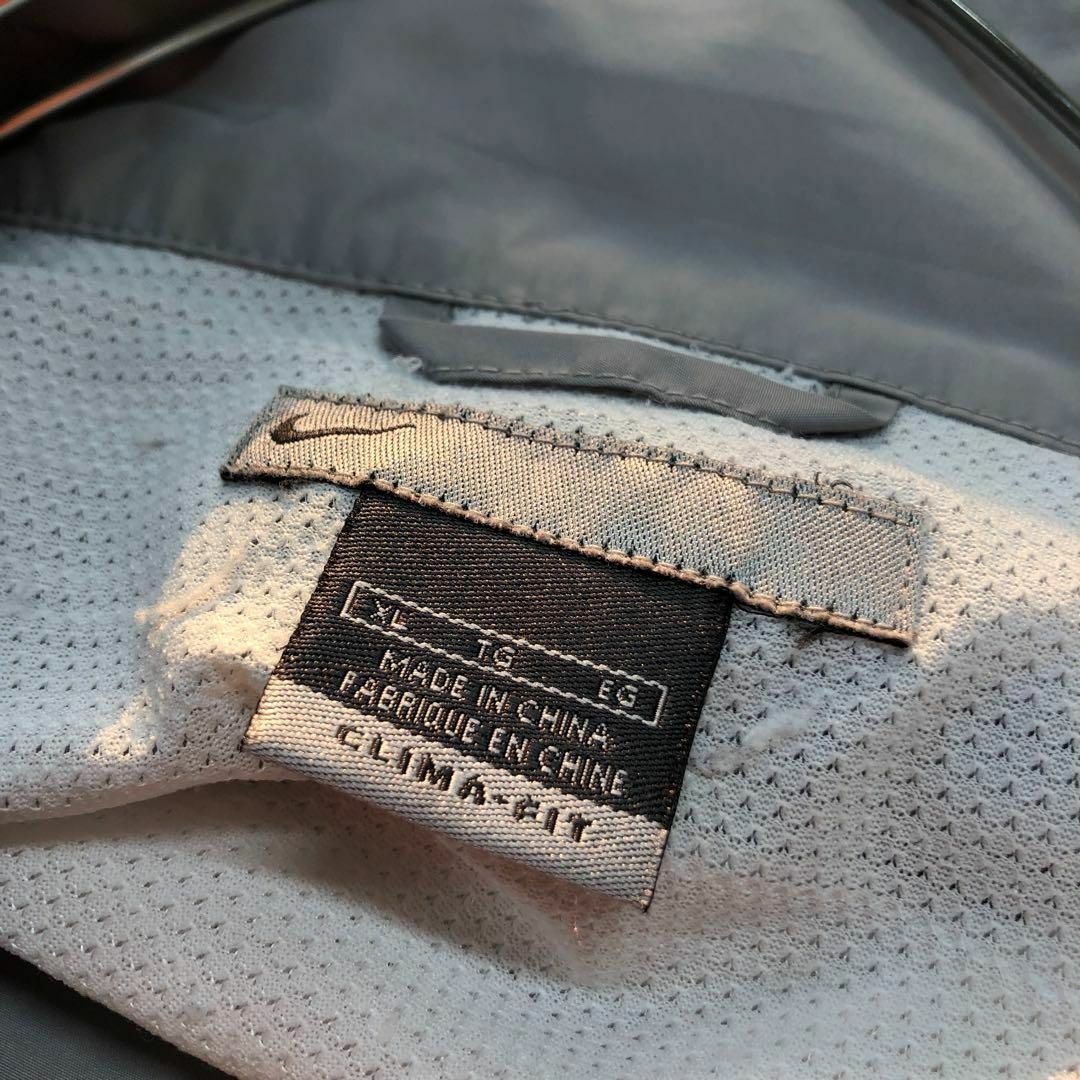 XL TG EG
MADE IN CHINA
FABRIQUE EN CHINE
CLIMA-FIT